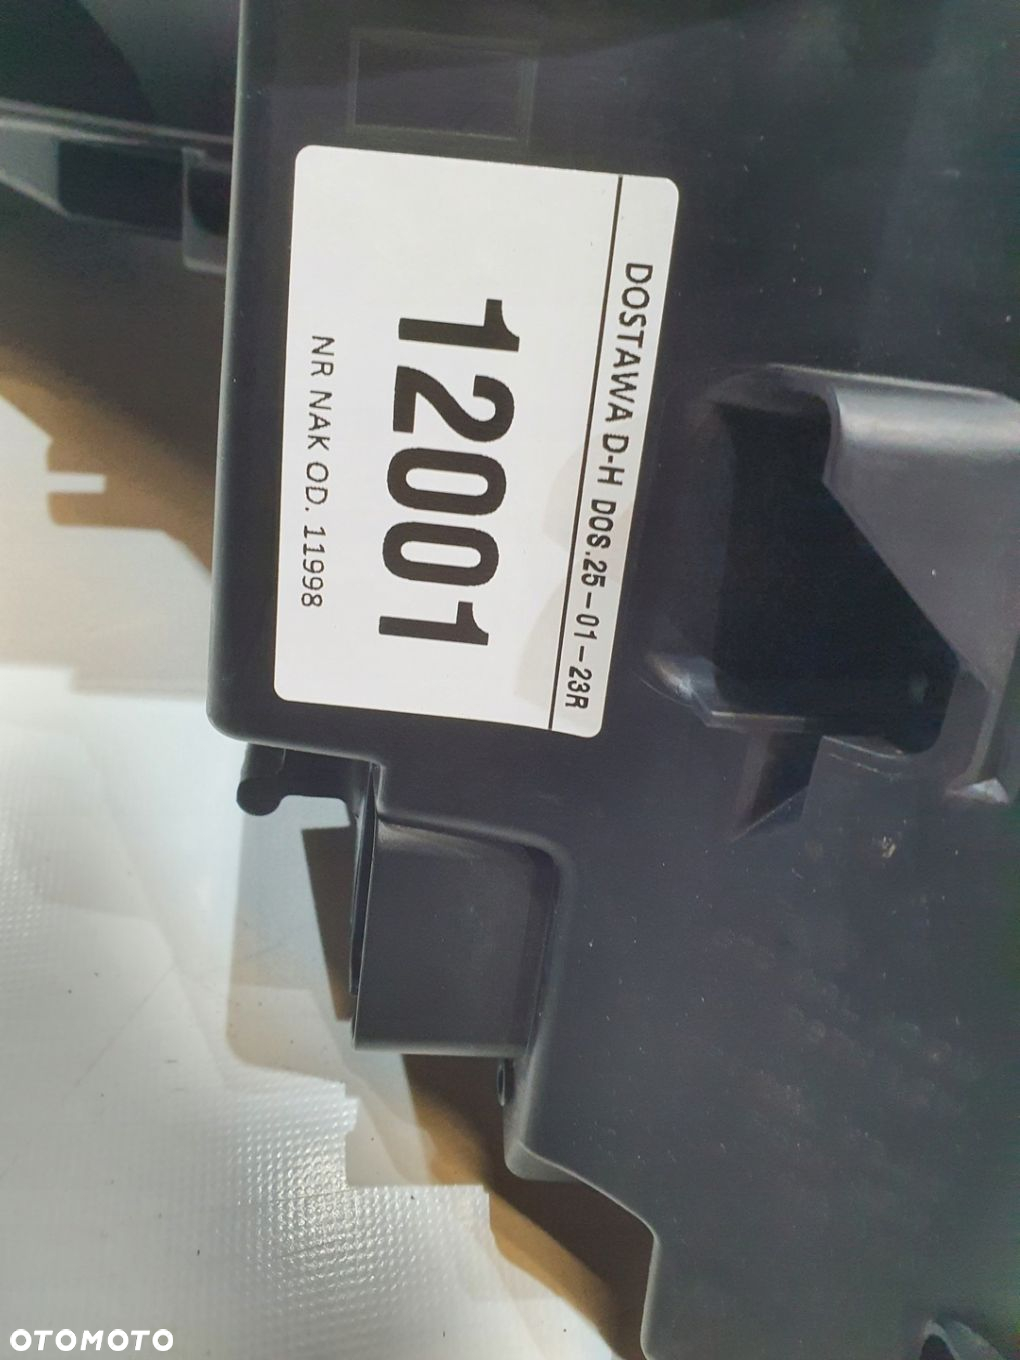 DOSTAWA D-H DOS.25-01-23R
12001
NR NAK OD. 11998
OTOMOTO